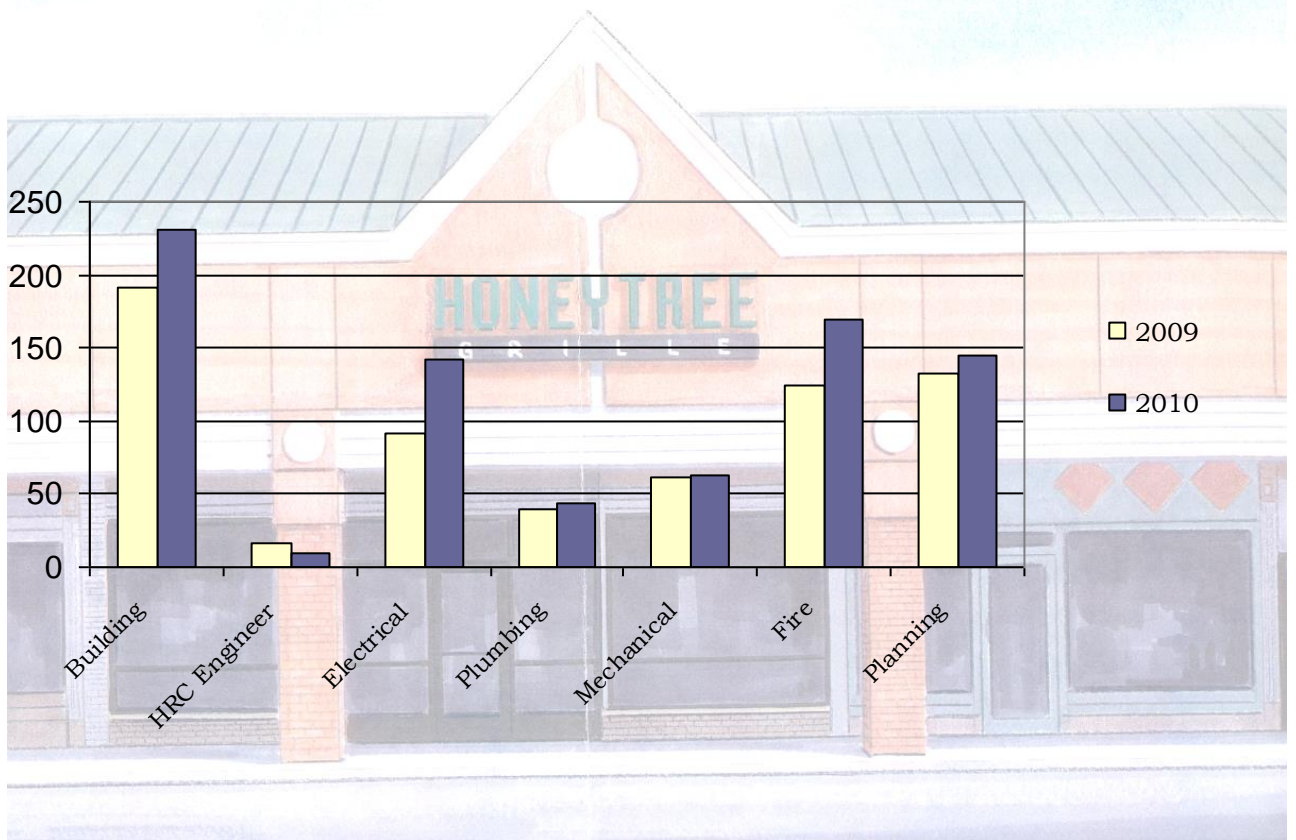 HONEYTREE
GRILLE
250
200
150
100
50
0
Building
HRC Engineer
Electrical
Plumbing
Mechanical
Fire
Planning
2009
2010